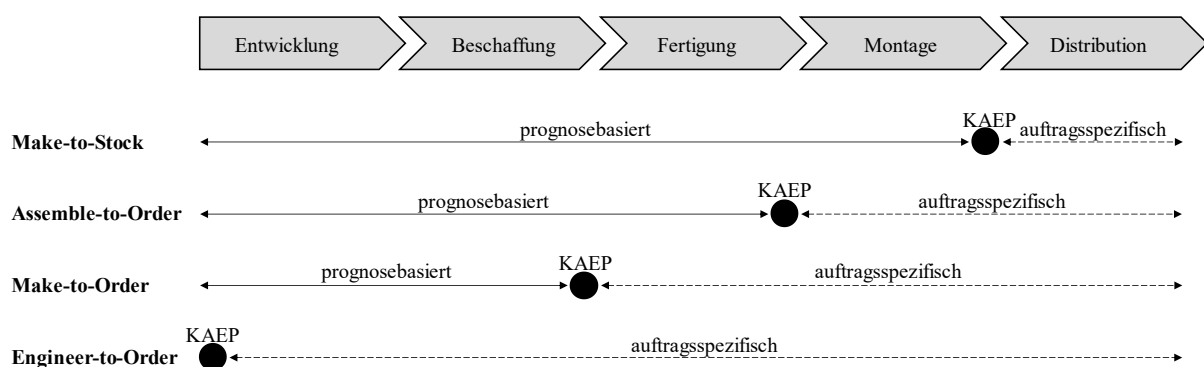 Entwicklung Beschaffung Fertigung Montage Distribution
Make-to-Stock prognosebasiert KAEP auftragsspezifisch
Assemble-to-Order prognosebasiert KAEP auftragsspezifisch
Make-to-Order prognosebasiert KAEP auftragsspezifisch
Engineer-to-Order KAEP auftragsspezifisch